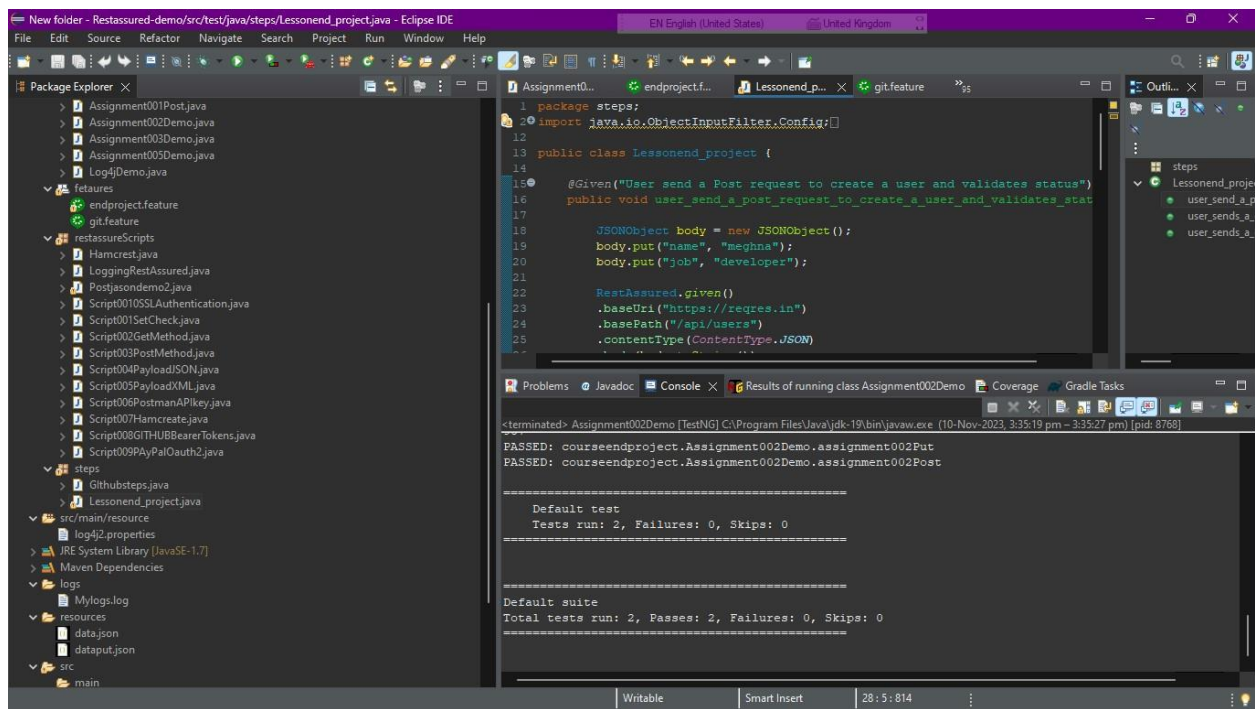 New folder - Restassured-demo/src/test/java/steps/Lessonend_project.java - Eclipse IDE
EN English (United States) United Kingdom
File Edit Source Refactor Navigate Search Project Run Window Help
Package Explorer
Assignment001Post.java
Assignment002Demo.java
Assignment003Demo.java
Assignment005Demo.java
Log4jDemo.java
fetaures
endproject.feature
git.feature
restassureScripts
Hamcrest.java
LoggingRestAssured.java
Postjasondemo2.java
Script0010SSLAuthentication.java
Script001SetCheck.java
Script002GetMethod.java
Script003PostMethod.java
Script004PayloadJSON.java
Script005PayloadXML.java
Script006PostmanAPIkey.java
Script007Hamcreate.java
Script008GITHUBBearerTokens.java
Script009PAyPalOauth2.java
steps
GIthubsteps.java
Lessonend_project.java
src/main/resource
log4j2.properties
JRE System Library [JavaSE-1.7]
Maven Dependencies
logs
Mylogs.log
resources
data.json
dataput.json
src
main
Assignment0... endproject.f... Lessonend_p... git.feature »95
1 package steps;
2 import java.io.ObjectInputFilter.Config;
12
13 public class Lessonend_project {
14
15 @Given("User send a Post request to create a user and validates status")
16 public void user_send_a_post_request_to_create_a_user_and_validates_stat
17
18 JSONObject body = new JSONObject();
19 body.put("name", "meghna");
20 body.put("job", "developer");
21
22 RestAssured.given()
23 .baseUri("https://reqres.in")
24 .basePath("/api/users")
25 .contentType(ContentType.JSON)
Outli...
steps
Lessonend_proje
user_send_a_p
user_sends_a_
user_sends_a_
Problems Javadoc Console Results of running class Assignment002Demo Coverage Gradle Tasks
<terminated> Assignment002Demo [TestNG] C:\Program Files\Java\jdk-19\bin\javaw.exe (10-Nov-2023, 3:35:19 pm – 3:35:27 pm) [pid: 8768]
PASSED: courseendproject.Assignment002Demo.assignment002Put
PASSED: courseendproject.Assignment002Demo.assignment002Post
===============================================
Default test
Tests run: 2, Failures: 0, Skips: 0
===============================================
===============================================
Default suite
Total tests run: 2, Passes: 2, Failures: 0, Skips: 0
===============================================
Writable Smart Insert 28 : 5 : 814